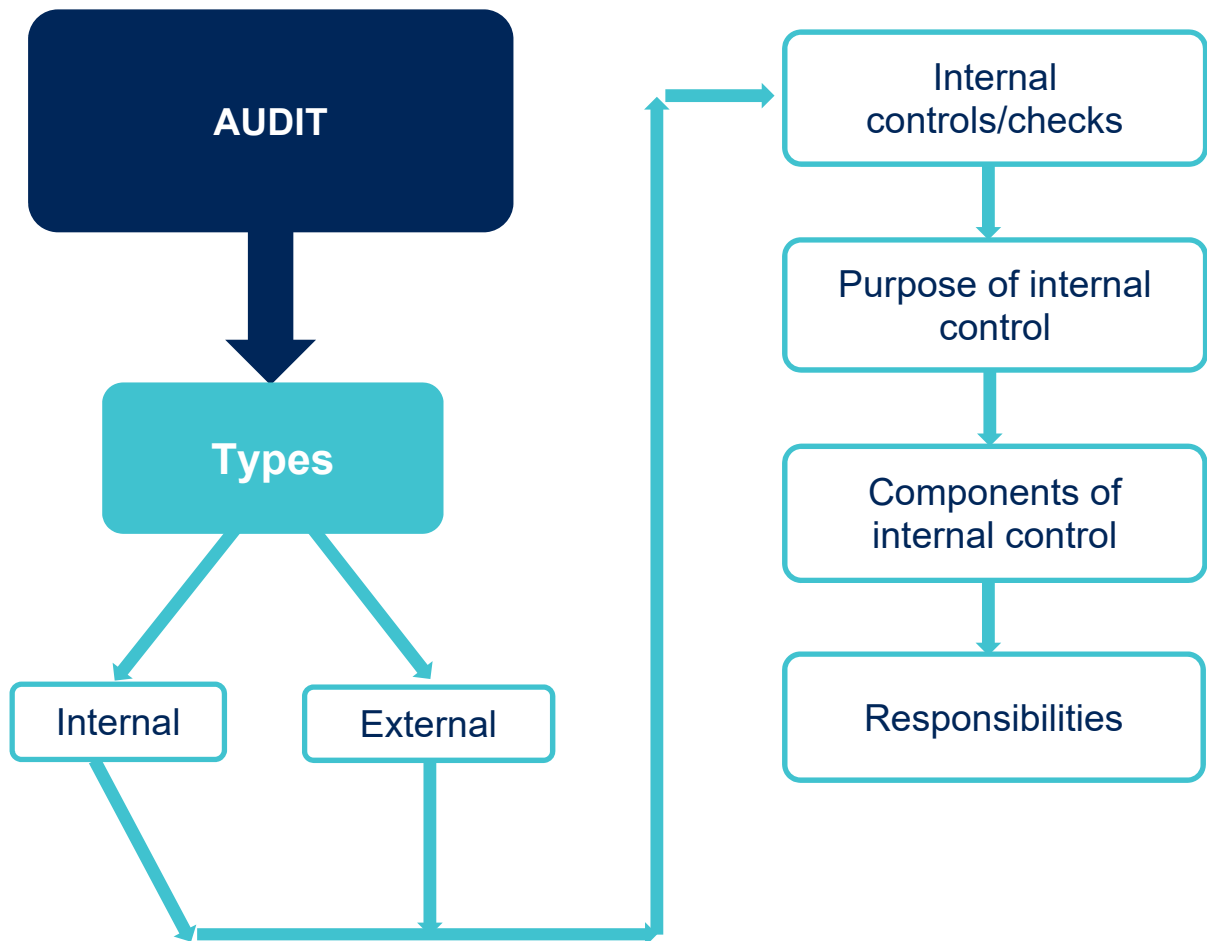 AUDIT
Types
Internal
External
Internal
controls/checks
Purpose of internal
control
Components of
internal control
Responsibilities